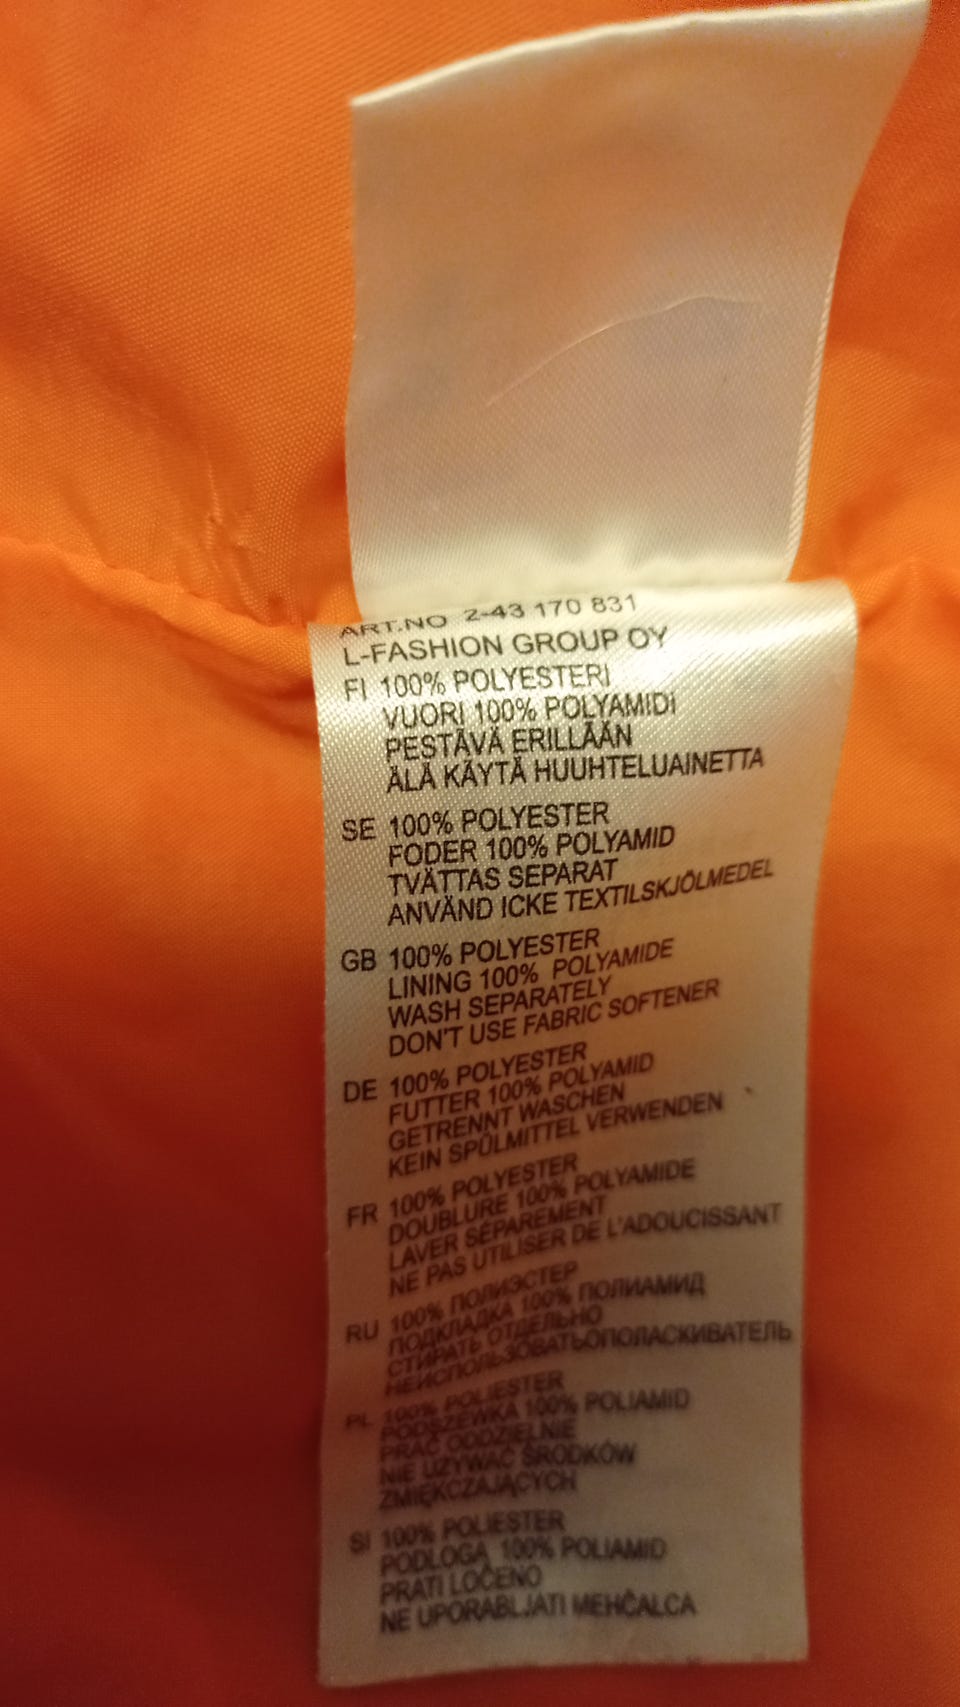 ART.NO 2-43 170 831
L-FASHION GROUP OY
FI 100% POLYESTERI
VUORI 100% POLYAMIDI
PESTÄVÄ ERILLÄÄN
ÄLÄ KÄYTÄ HUUHTELUAINETTA
SE 100% POLYESTER
FODER 100% POLYAMID
TVÄTTAS SEPARAT
ANVÄND ICKE TEXTILSKJÖLMEDEL
GB 100% POLYESTER
LINING 100% POLYAMIDE
WASH SEPARATELY
DON'T USE FABRIC SOFTENER
DE 100% POLYESTER
FUTTER 100% POLYAMID
GETRENNT WASCHEN
KEIN SPÜLMITTEL VERWENDEN
FR 100% POLYESTER
DOUBLURE 100% POLYAMIDE
LAVER SÉPAREMENT
NE PAS UTILISER DE L'ADOUCISSANT
RU 100% ПОЛИЭСТЕР
ПОДКЛАДКА 100% ПОЛИАМИД
СТИРАТЬ ОТДЕЛЬНО
НЕИСПОЛЬЗОВАТЬОПОЛАСКИВАТЕЛЬ
PL 100% POLIESTER
PODSZEWKA 100% POLIAMID
PRAĆ ODDZIELNIE
NIE UŻYWAĆ ŚRODKÓW
ZMIĘKCZAJĄCYCH
SI 100% POLIESTER
PODLOGA 100% POLIAMID
PRATI LOČENO
NE UPORABLJATI MEHČALCA